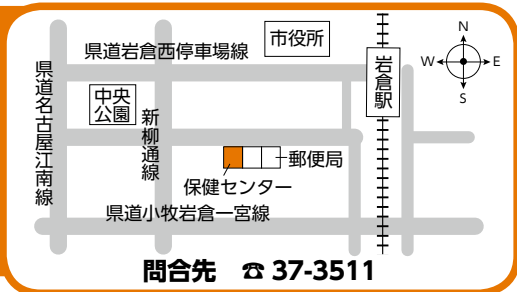 市役所
県道岩倉西停車場線
岩倉駅
N
W
E
S
県道名古屋江南線
中央
公園
新柳通線
郵便局
保健センター
県道小牧岩倉一宮線
問合先 ☎ 37-3511